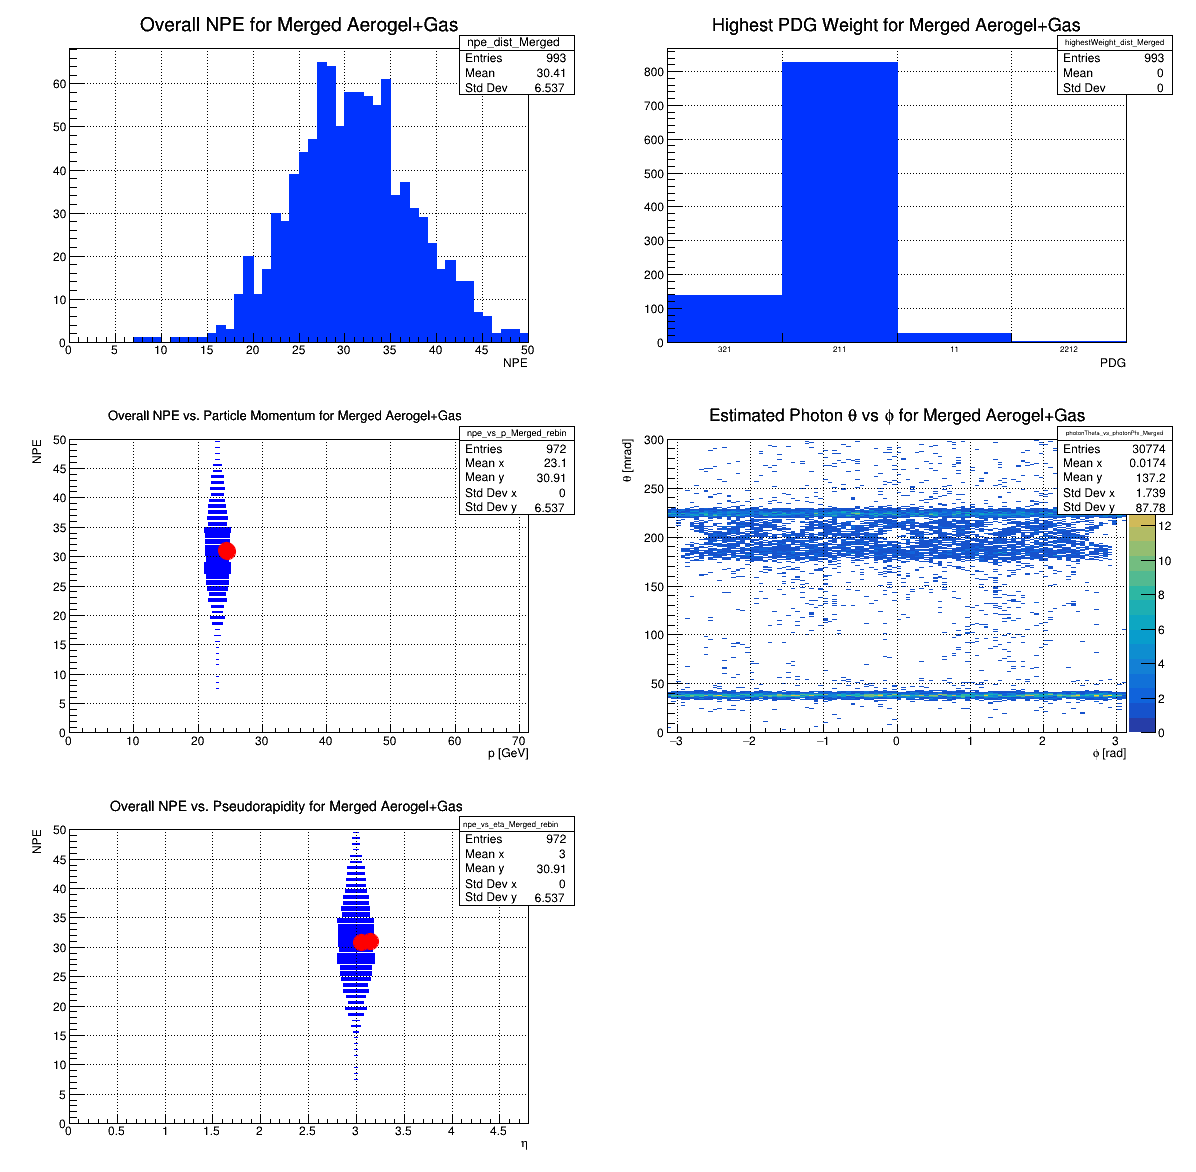 Overall NPE for Merged Aerogel+Gas
npe_dist_Merged
Entries 993
Mean 30.41
Std Dev 6.537
60
50
40
30
20
10
0
0 5 10 15 20 25 30 35 40 45 50
NPE
Highest PDG Weight for Merged Aerogel+Gas
highestWeight_dist_Merged
Entries 993
Mean 0
Std Dev 0
800
700
600
500
400
300
200
100
0
321 211 11 2212
PDG
Overall NPE vs. Particle Momentum for Merged Aerogel+Gas
npe_vs_p_Merged_rebin
Entries 972
Mean x 23.1
Mean y 30.91
Std Dev x 0
Std Dev y 6.537
NPE
50
45
40
35
30
25
20
15
10
5
0
0 10 20 30 40 50 60 70
p [GeV]
Estimated Photon θ vs ϕ for Merged Aerogel+Gas
photonTheta_vs_photonPhi_Merged
Entries 30774
Mean x 0.0174
Mean y 137.2
Std Dev x 1.739
Std Dev y 87.78
θ [mrad]
300
250
200
150
100
50
0
−3 −2 −1 0 1 2 3
ϕ [rad]
12
10
8
6
4
2
0
Overall NPE vs. Pseudorapidity for Merged Aerogel+Gas
npe_vs_eta_Merged_rebin
Entries 972
Mean x 3
Mean y 30.91
Std Dev x 0
Std Dev y 6.537
NPE
50
45
40
35
30
25
20
15
10
5
0
0 0.5 1 1.5 2 2.5 3 3.5 4 4.5
η